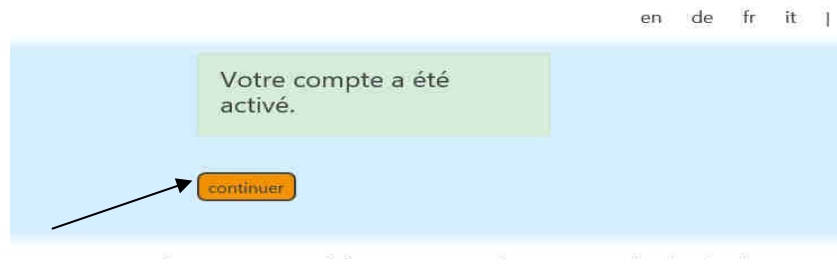 en de fr it
Votre compte a été
activé.
continuer